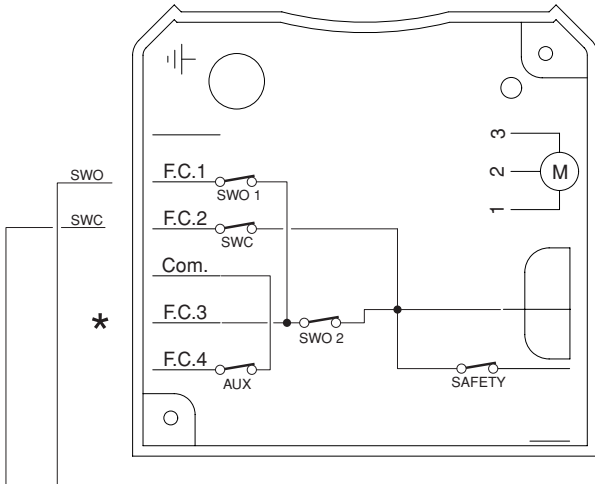 3
F.C.1
SWO
2
M
SWO 1
1
SWC
F.C.2
SWC
Com.
*
F.C.3
SWO 2
F.C.4
AUX
SAFETY